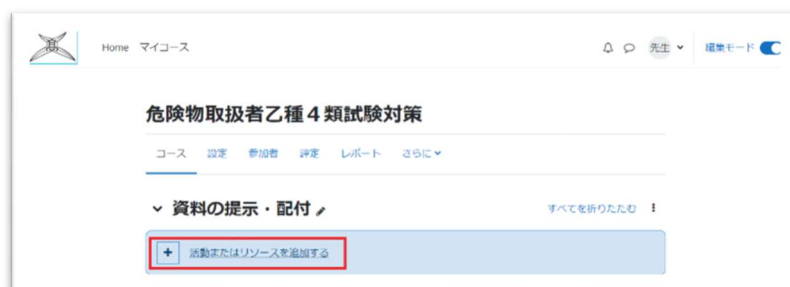 高
Home マイコース
先生
編集モード
危険物取扱者乙種４類試験対策
コース 設定 参加者 評定 レポート さらに
資料の提示・配付
すべてを折りたたむ
活動またはリソースを追加する